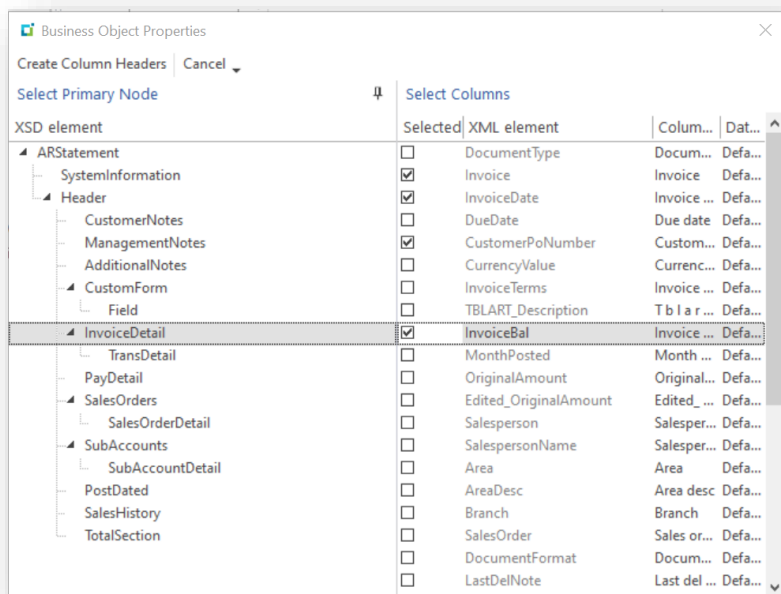 Business Object Properties
Create Column Headers Cancel
Select Primary Node
XSD element
ARStatement
SystemInformation
Header
CustomerNotes
ManagementNotes
AdditionalNotes
CustomForm
Field
InvoiceDetail
TransDetail
PayDetail
SalesOrders
SalesOrderDetail
SubAccounts
SubAccountDetail
PostDated
SalesHistory
TotalSection
Select Columns
Selected XML element Colum... Dat...
DocumentType Docum... Defa...
Invoice Invoice Defa...
InvoiceDate Invoice ... Defa...
DueDate Due date Defa...
CustomerPoNumber Custom... Defa...
CurrencyValue Currenc... Defa...
InvoiceTerms Invoice ... Defa...
TBLART_Description T b l a r ... Defa...
InvoiceBal Invoice ... Defa...
MonthPosted Month ... Defa...
OriginalAmount Original... Defa...
Edited_OriginalAmount Edited_ ... Defa...
Salesperson Salesper... Defa...
SalespersonName Salesper... Defa...
Area Area Defa...
AreaDesc Area desc Defa...
Branch Branch Defa...
SalesOrder Sales or... Defa...
DocumentFormat Docum... Defa...
LastDelNote Last del ... Defa...